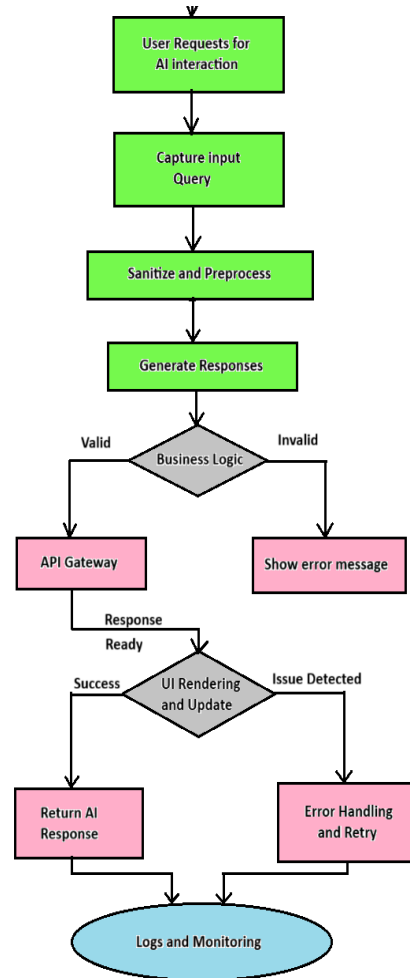 User Requests for
AI interaction
Capture input
Query
Sanitize and Preprocess
Generate Responses
Valid
Invalid
Business Logic
API Gateway
Show error message
Response
Ready
Success
UI Rendering
and Update
Issue Detected
Return AI
Response
Error Handling
and Retry
Logs and Monitoring